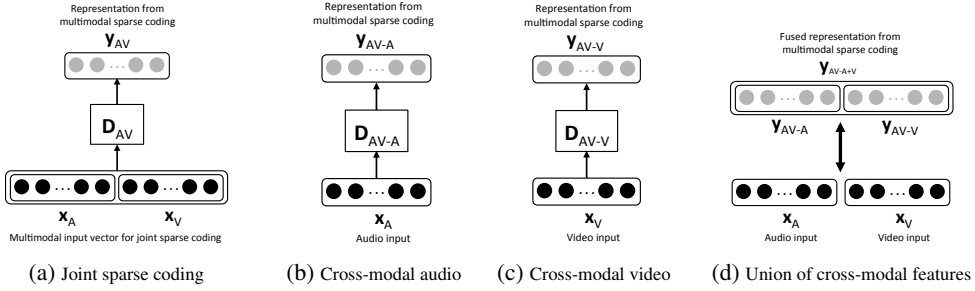 Representation from
multimodal sparse coding
y_AV
...
D_AV
... ...
x_A x_V
Multimodal input vector for joint sparse coding
(a) Joint sparse coding
Representation from
multimodal sparse coding
y_AV-A
...
D_AV-A
...
x_A
Audio input
(b) Cross-modal audio
Representation from
multimodal sparse coding
y_AV-V
...
D_AV-V
...
x_V
Video input
(c) Cross-modal video
Fused representation from
multimodal sparse coding
y_AV-A+V
... ...
y_AV-A y_AV-V
... ...
x_A x_V
Audio input Video input
(d) Union of cross-modal features